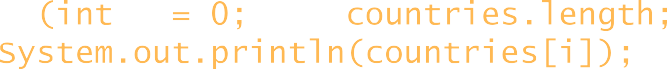 (int = 0; countries.length;
System.out.println(countries[i]);